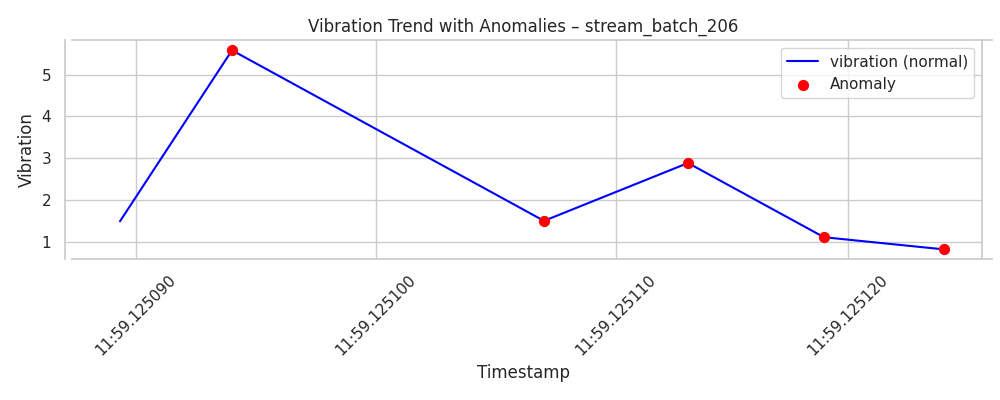 Vibration Trend with Anomalies – stream_batch_206
vibration (normal)
Anomaly
Vibration
5
4
3
2
1
11:59.125090
11:59.125100
11:59.125110
11:59.125120
Timestamp